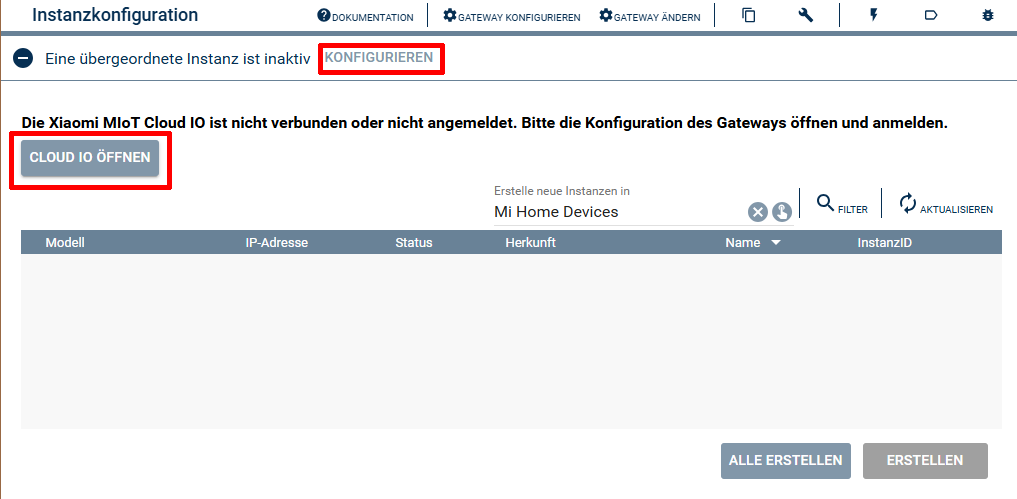 Instanzkonfiguration DOKUMENTATION GATEWAY KONFIGURIEREN GATEWAY ÄNDERN
Eine übergeordnete Instanz ist inaktiv KONFIGURIEREN
Die Xiaomi MIoT Cloud IO ist nicht verbunden oder nicht angemeldet. Bitte die Konfiguration des Gateways öffnen und anmelden.
CLOUD IO ÖFFNEN
Erstelle neue Instanzen in
Mi Home Devices FILTER AKTUALISIEREN
Modell IP-Adresse Status Herkunft Name InstanzID
ALLE ERSTELLEN ERSTELLEN